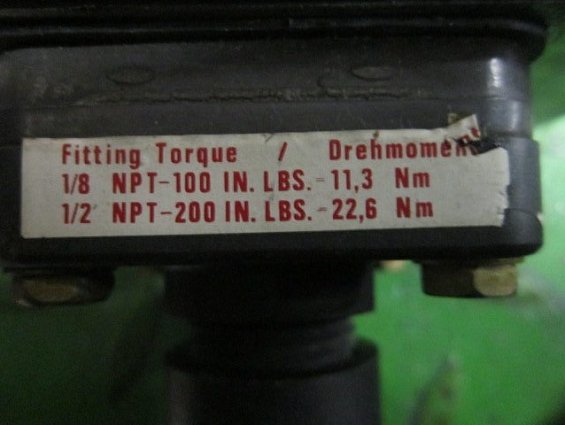 Fitting Torque / Drehmoment
1/8 NPT-100 IN. LBS.-11,3 Nm
1/2" NPT-200 IN. LBS.-22,6 Nm